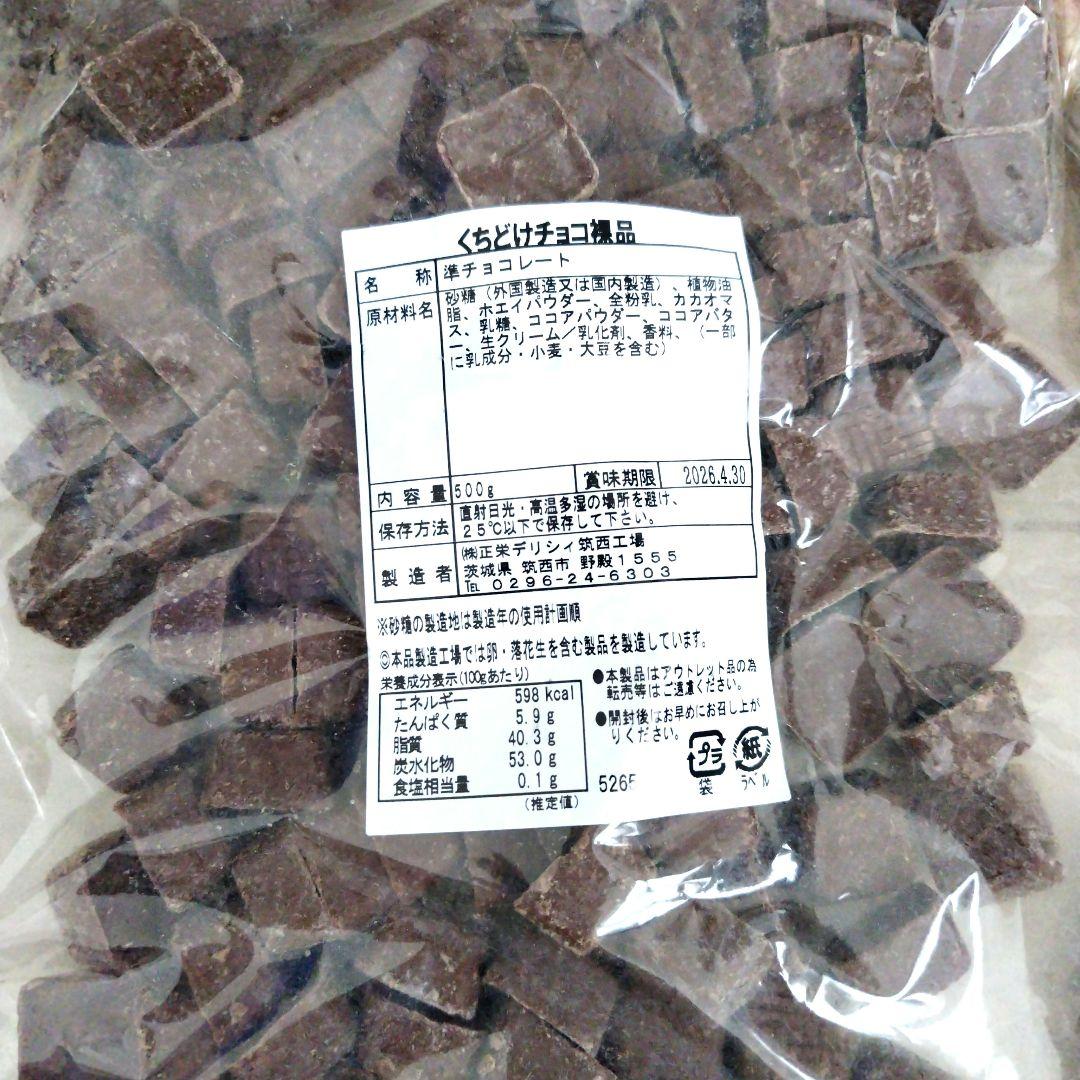 くちどけチョコ裸品
名称 準チョコレート
原材料名 砂糖（外国製造又は国内製造）、植物油
脂、ホエイパウダー、全粉乳、カカオマ
ス、乳糖、ココアパウダー、ココアバタ
ー、生クリーム／乳化剤、香料、（一部
に乳成分・小麦・大豆を含む）
内容量 500g 賞味期限 2026.4.30
保存方法 直射日光・高温多湿の場所を避け、
25℃以下で保存して下さい。
製造者 ㈱正栄デリシィ筑西工場
茨城県 筑西市 野殿1555
℡ 0296-24-6303
※砂糖の製造地は製造年の使用計画順
◎本品製造工場では卵・落花生を含む製品を製造しています。
栄養成分表示(100gあたり)
エネルギー 598 kcal
たんぱく質 5.9 g
脂質 40.3 g
炭水化物 53.0 g
食塩相当量 0.1 g
(推定値)
●本製品はアウトレット品の為
転売等はご遠慮ください。
●開封後はお早めにお召し上が
りください。
プラ 紙
袋 ラベル
5265